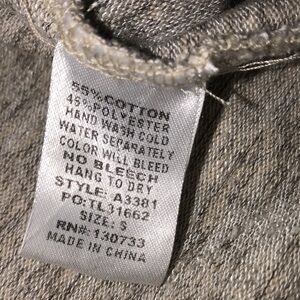 55%COTTON
45%POLYESTER
HAND WASH COLD
WATER SEPARATELY
COLOR WILL BLEED
NO BLEECH
HANG TO DRY
STYLE: A3381
PO:TL31662
SIZE: S
RN#: 130733
MADE IN CHINA